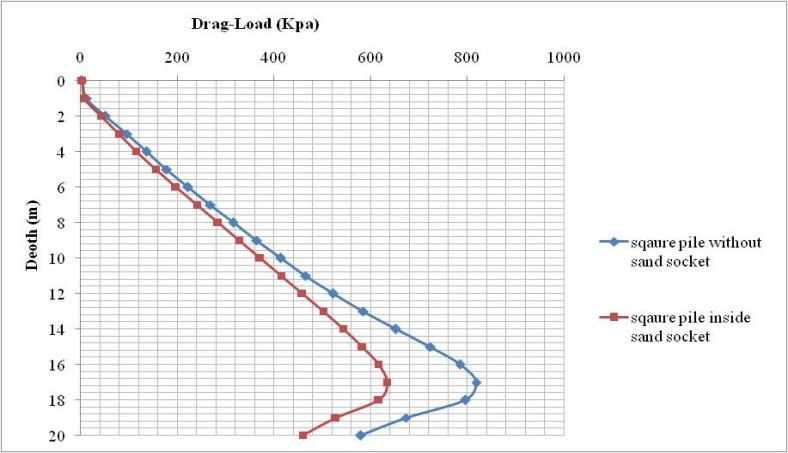 Drag-Load (Kpa)
0 200 400 600 800 1000
0
2
4
6
8
10
12
14
16
18
20
Deoth (m)
sqaure pile without
sand socket
sqaure pile inside
sand socket